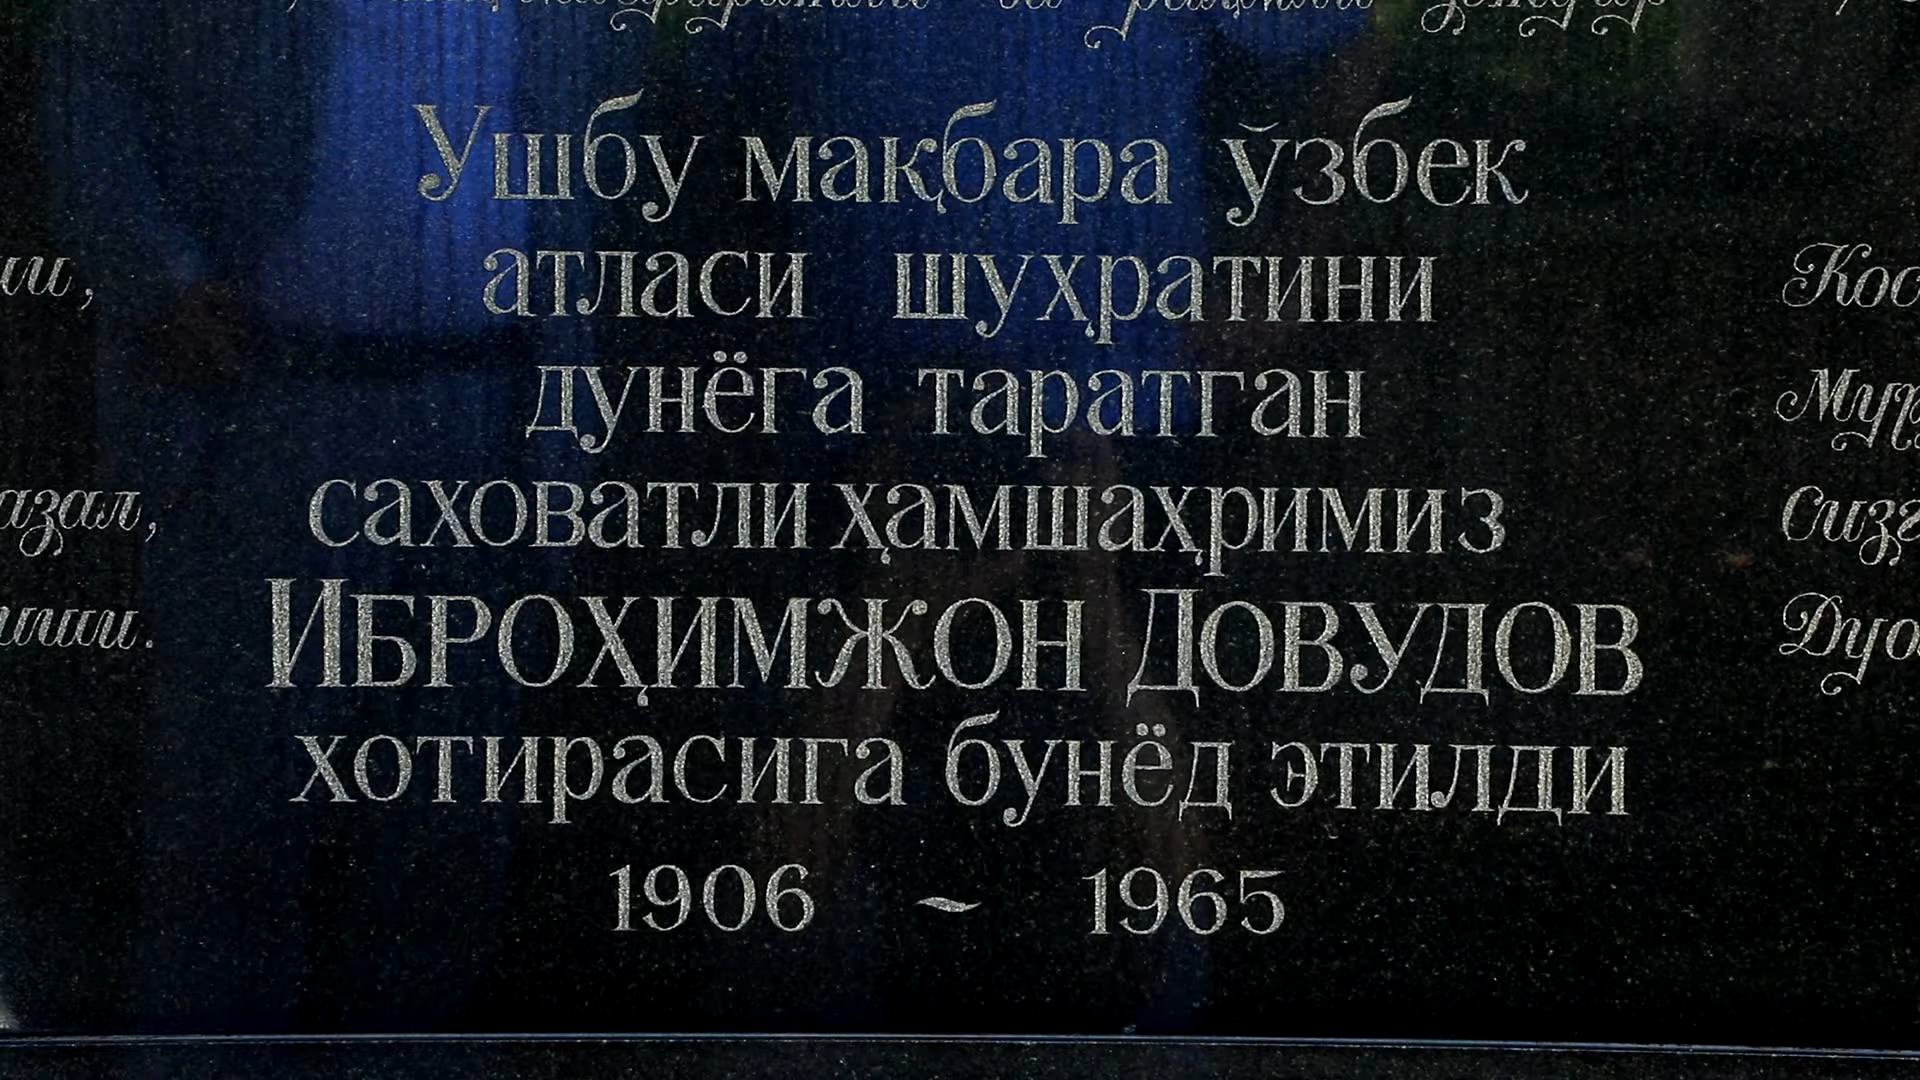 Ушбу мақбара ўзбек
атласи шуҳратини
дунёга таратган
саховатли ҳамшаҳримиз
ИБРОҲИМЖОН ДОВУДОВ
хотирасига бунёд этилди
1906 ~ 1965